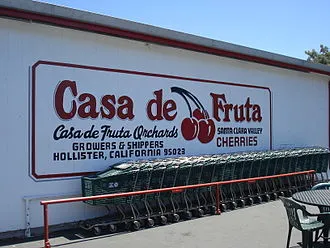 Casa de Fruta
Casa de Fruta Orchards
GROWERS & SHIPPERS
HOLLISTER, CALIFORNIA 95023
SANTA CLARA VALLEY
CHERRIES